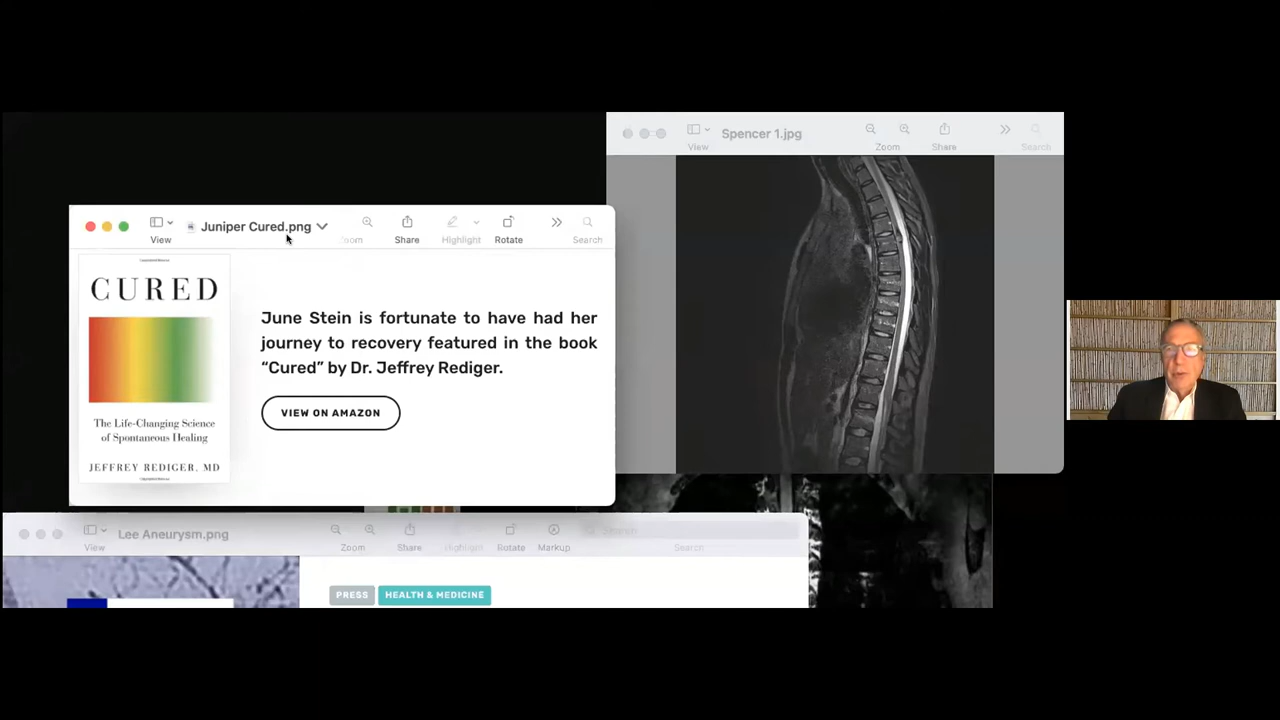 Spencer 1.jpg
View
Zoom
Share
Search
Juniper Cured.png
View
Zoom
Share
Highlight
Rotate
Search
CURED
The Life-Changing Science
of Spontaneous Healing
JEFFREY REDIGER, MD
June Stein is fortunate to have had her
journey to recovery featured in the book
“Cured” by Dr. Jeffrey Rediger.
VIEW ON AMAZON
Lee Aneurysm.png
View
Zoom
Share
Highlight
Rotate
Markup
Search
Search
PRESS
HEALTH & MEDICINE